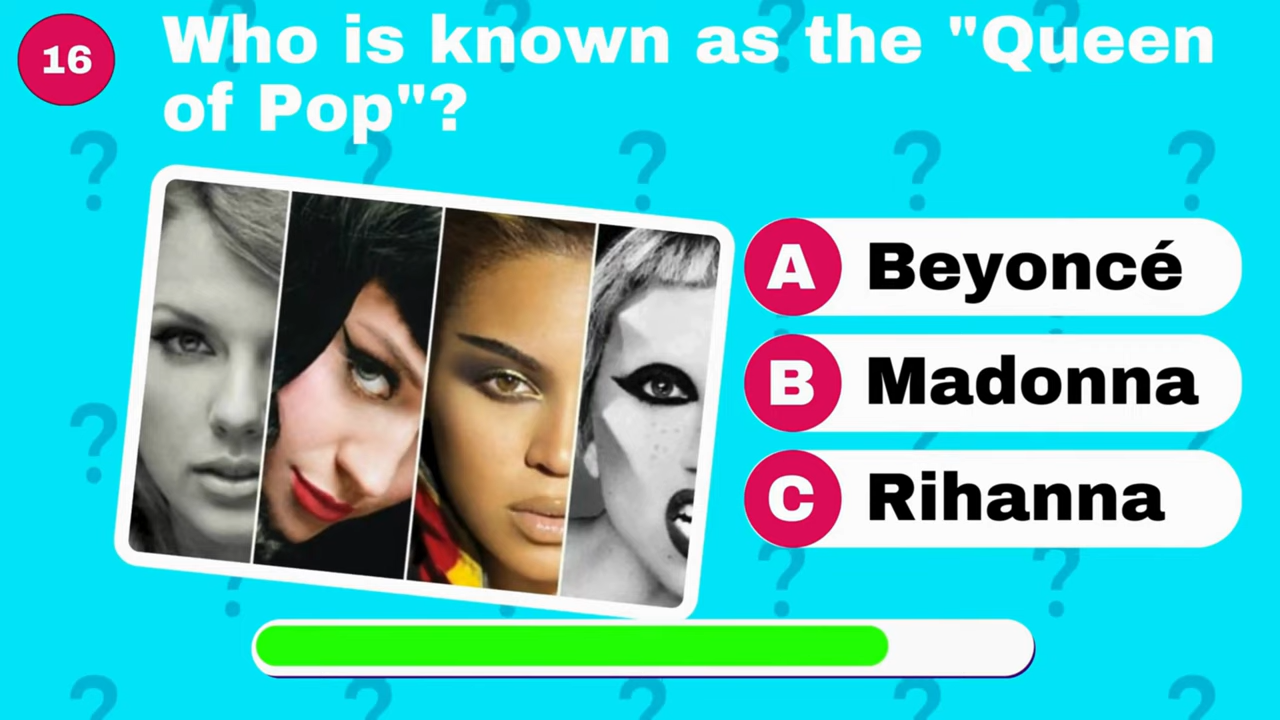 16
Who is known as the "Queen
of Pop"?
A Beyoncé
B Madonna
C Rihanna